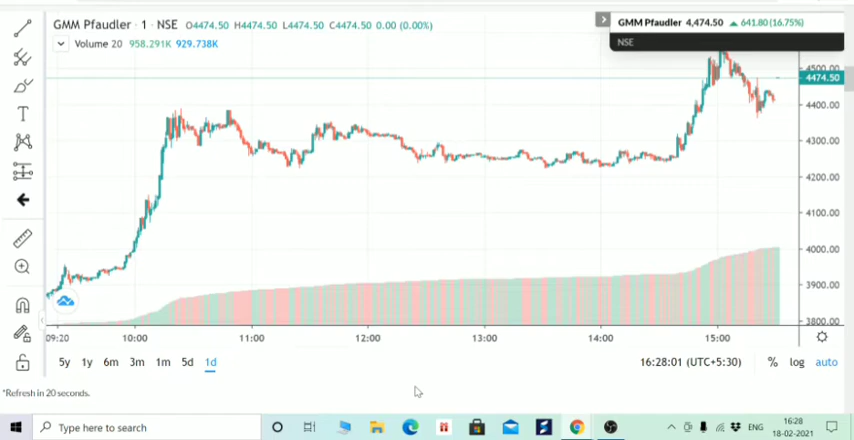 GMM Pfaudler · 1 · NSE O4474.50 H4474.50 L4474.50 C4474.50 0.00 (0.00%)
Volume 20 958.291K 929.738K
GMM Pfaudler 4,474.50 ▲ 641.80 (16.75%)
NSE
4500.00
4474.50
4400.00
4300.00
4200.00
4100.00
4000.00
3900.00
3800.00
09:20 10:00 11:00 12:00 13:00 14:00 15:00
5y 1y 6m 3m 1m 5d 1d 16:28:01 (UTC+5:30) % log auto
*Refresh in 20 seconds.
Type here to search
ENG
16:28
18-02-2021